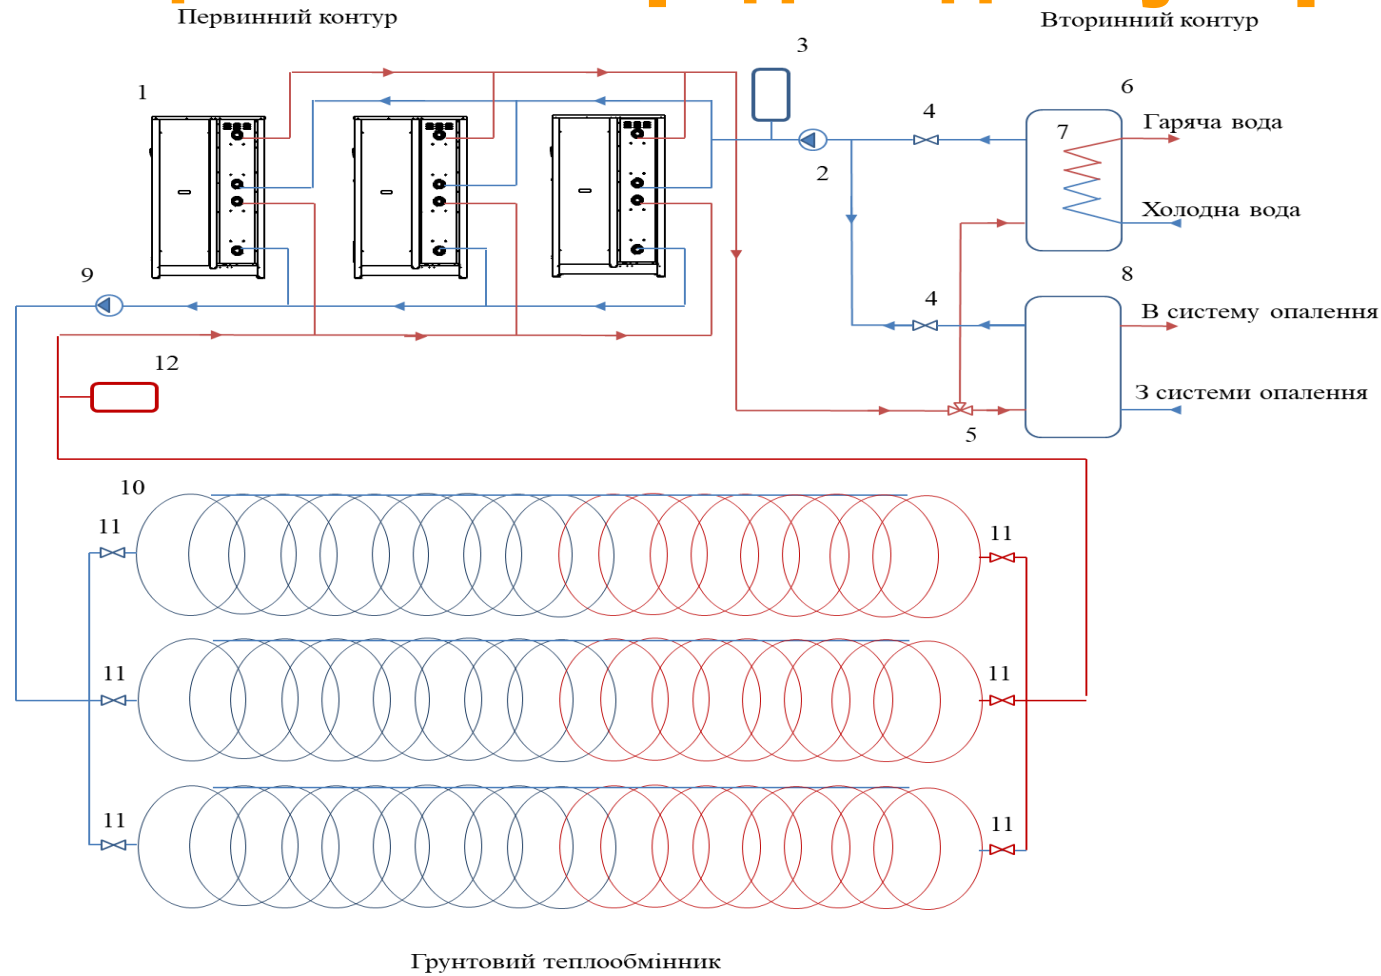 Первинний контур
Вторинний контур
3
1
6
4
7
Гаряча вода
2
Холодна вода
9
8
4
В систему опалення
12
З системи опалення
5
10
11
11
11
11
11
11
Грунтовий теплообмінник